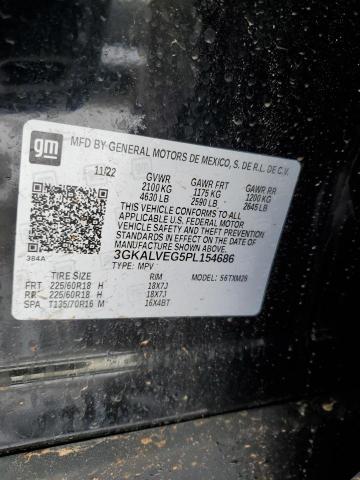 gm
MFD BY GENERAL MOTORS DE MEXICO, S. DE R.L. DE C.V.
11/22 GVWR GAWR FRT GAWR RR
2100 KG 1175 KG 1200 KG
4630 LB 2590 LB 2645 LB
THIS VEHICLE CONFORMS TO ALL
APPLICABLE U.S. FEDERAL MOTOR
VEHICLE SAFETY AND THEFT
PREVENTION STANDARDS IN EFFECT
ON THE DATE OF MANUFACTURE
SHOWN ABOVE.
384A
3GKALVEG5PL154686
TYPE: MPV
TIRE SIZE RIM MODEL: 56TXM26
FRT 225/60R18 H 18X7J
RR 225/60R18 H 18X7J
SPA T135/70R16 M 16X4BT